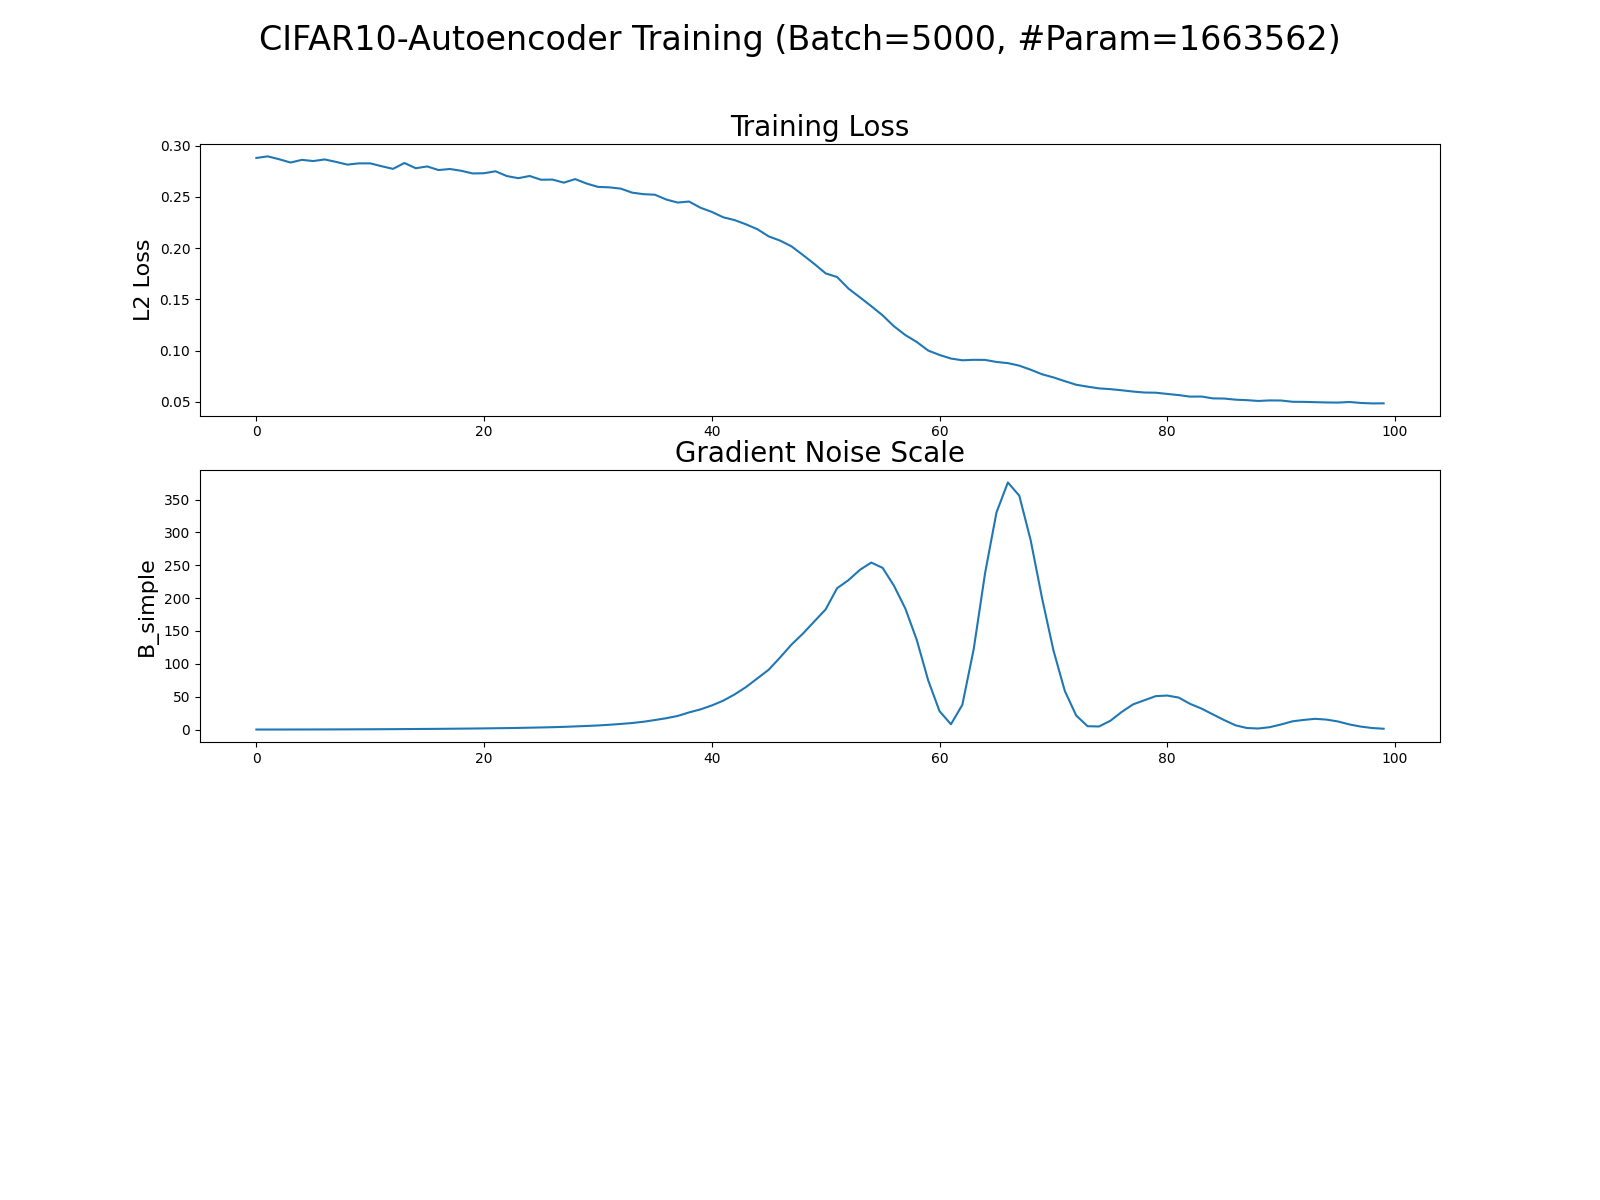 CIFAR10-Autoencoder Training (Batch=5000, #Param=1663562)
Training Loss
L2 Loss
0.30
0.25
0.20
0.15
0.10
0.05
0 20 40 60 80 100
Gradient Noise Scale
B_simple
350
300
250
200
150
100
50
0
0 20 40 60 80 100